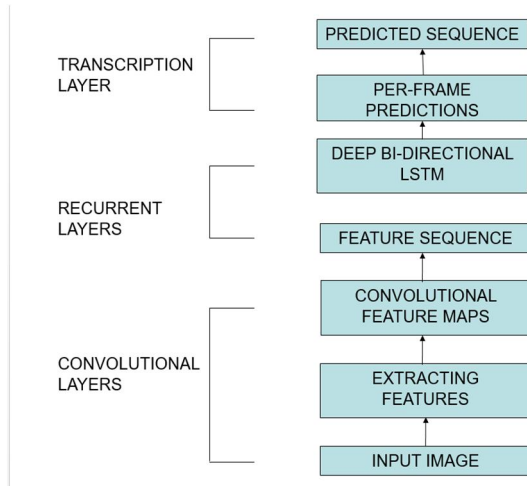 PREDICTED SEQUENCE
TRANSCRIPTION
LAYER
PER-FRAME
PREDICTIONS
DEEP BI-DIRECTIONAL
LSTM
RECURRENT
LAYERS
FEATURE SEQUENCE
CONVOLUTIONAL
FEATURE MAPS
CONVOLUTIONAL
LAYERS
EXTRACTING
FEATURES
INPUT IMAGE